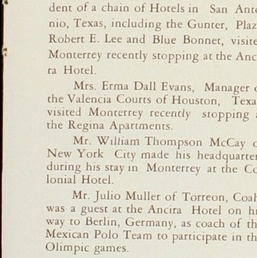 dent of a chain of Hotels in San Anto
nio, Texas, including the Gunter, Plaz
Robert E. Lee and Blue Bonnet, visite
Monterrey recently stopping at the Anc
ra Hotel.
Mrs. Erma Dall Evans, Manager o
the Valencia Courts of Houston, Texa
visited Monterrey recently stopping a
the Regina Apartments.
Mr. William Thompson McCay o
New York City made his headquarter
during his stay in Monterrey at the Co
lonial Hotel.
Mr. Julio Muller of Torreon, Coah
was a guest at the Ancira Hotel on hi
way to Berlin, Germany, as coach of th
Mexican Polo Team to participate in th
Olimpic games.